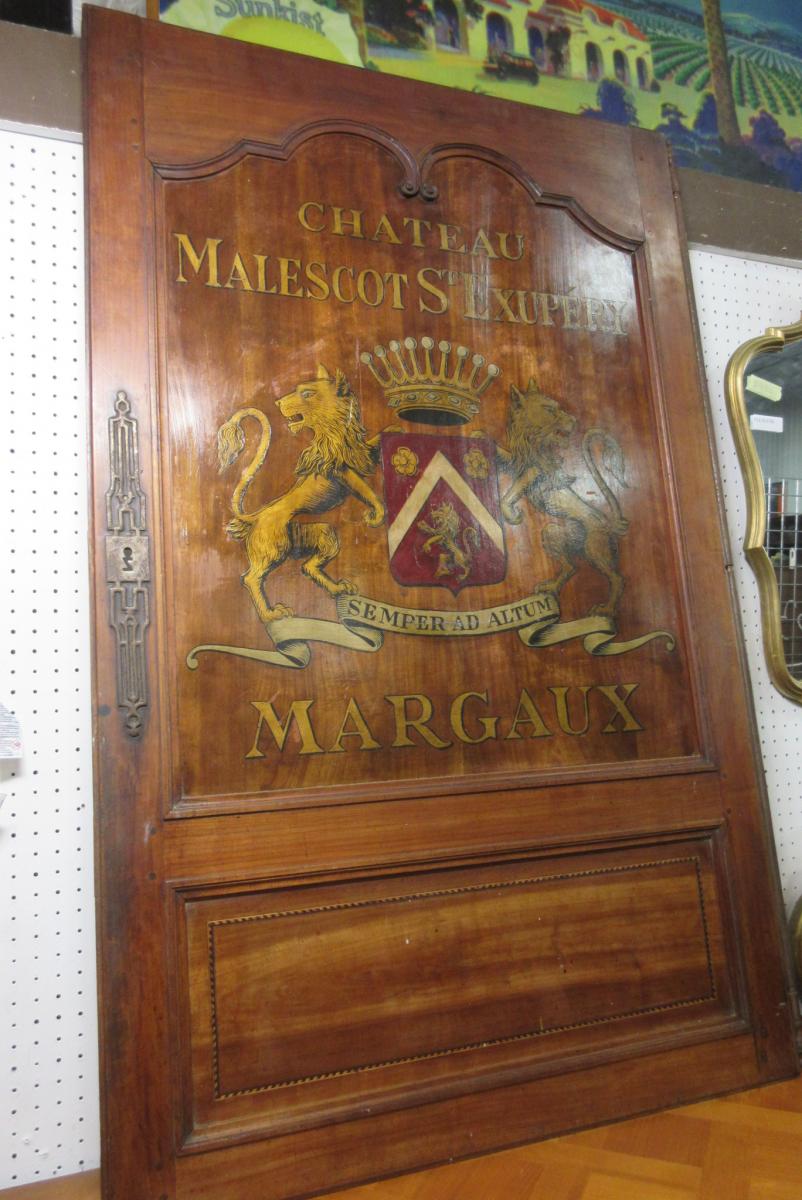 Sunkist
CHATEAU
MALESCOT ST EXUPÉRY
SEMPER AD ALTUM
MARGAUX